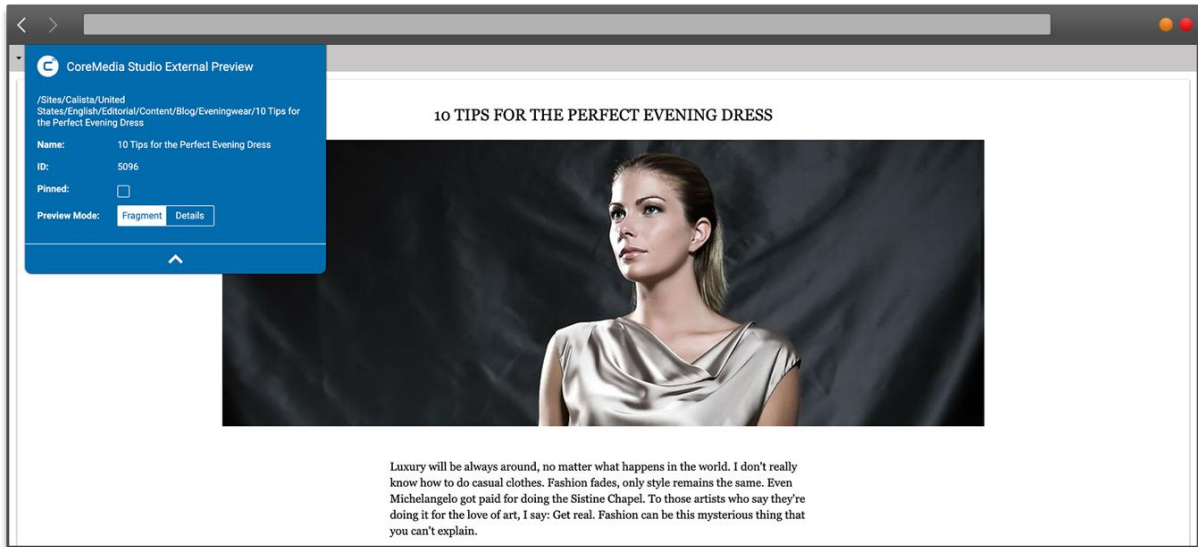 CoreMedia Studio External Preview
/Sites/Calista/United
States/English/Editorial/Content/Blog/Eveningwear/10 Tips for
the Perfect Evening Dress
Name: 10 Tips for the Perfect Evening Dress
ID: 5096
Pinned:
Preview Mode: Fragment Details
10 TIPS FOR THE PERFECT EVENING DRESS
Luxury will be always around, no matter what happens in the world. I don't really
know how to do casual clothes. Fashion fades, only style remains the same. Even
Michelangelo got paid for doing the Sistine Chapel. To those artists who say they're
doing it for the love of art, I say: Get real. Fashion can be this mysterious thing that
you can't explain.